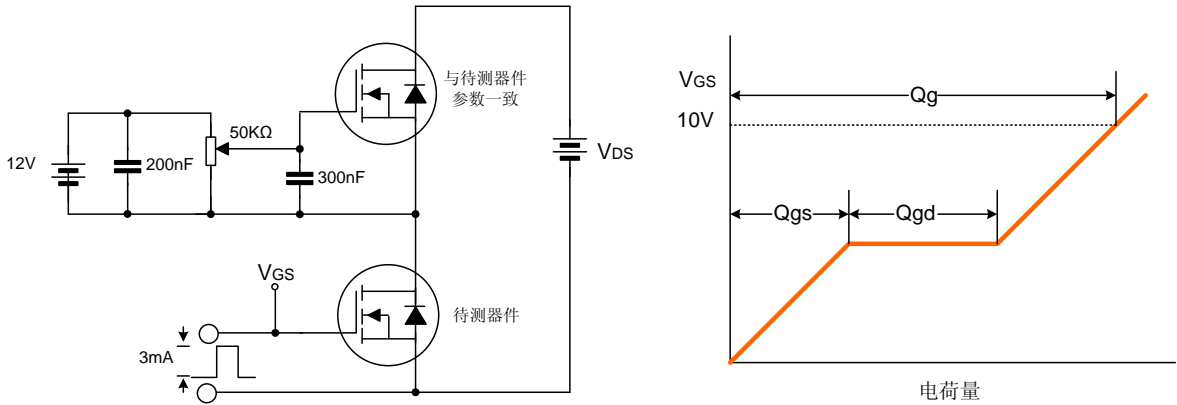 12V
200nF
50KΩ
300nF
与待测器件
参数一致
VDS
VGS
3mA
待测器件
VGS
10V
Qg
Qgs
Qgd
电荷量